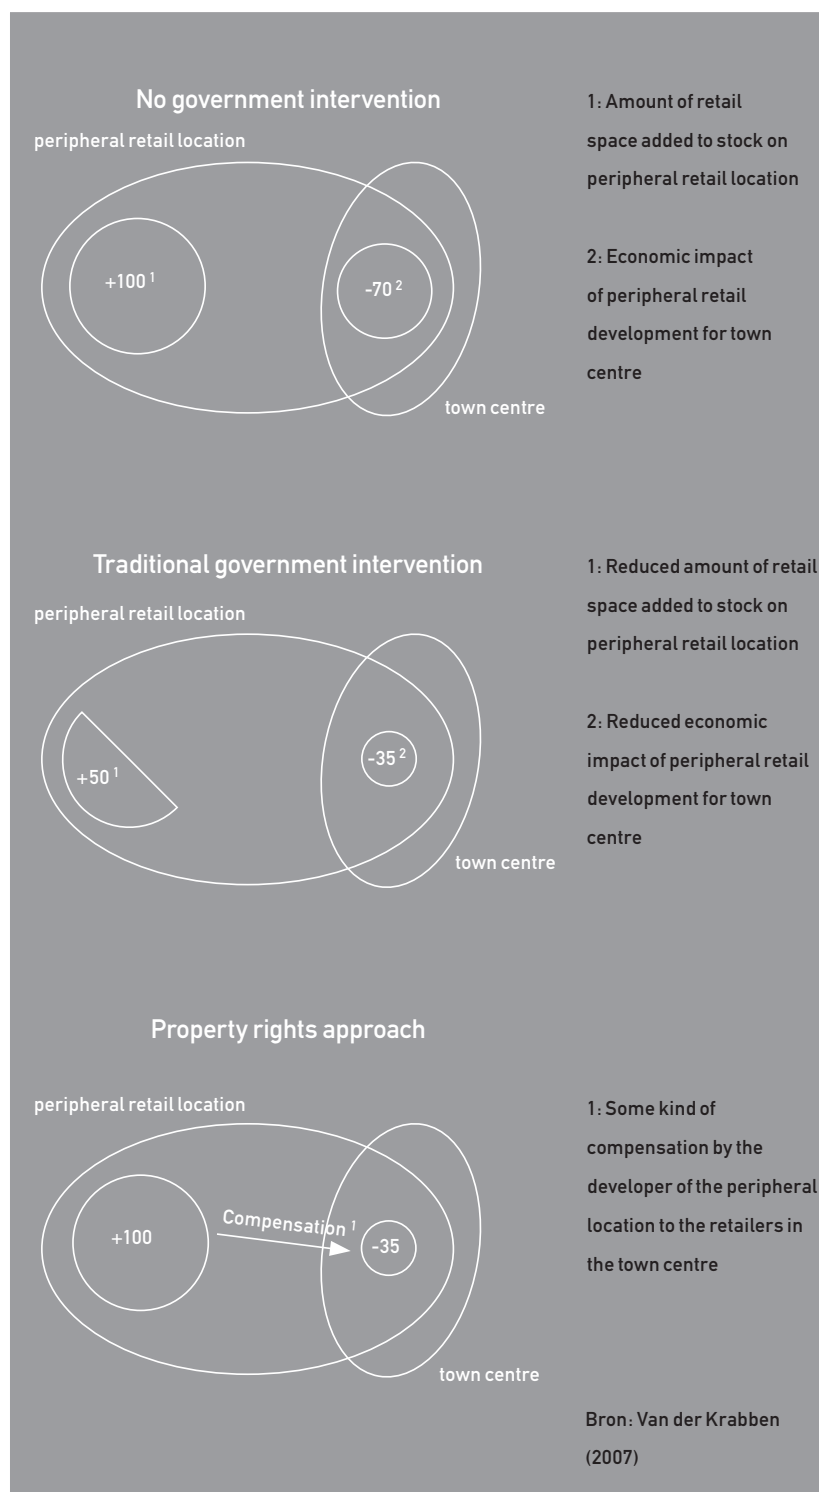 No government intervention
peripheral retail location
+100 1
-70 2
town centre
1: Amount of retail
space added to stock on
peripheral retail location
2: Economic impact
of peripheral retail
development for town
centre
Traditional government intervention
peripheral retail location
+50 1
-35 2
town centre
1: Reduced amount of retail
space added to stock on
peripheral retail location
2: Reduced economic
impact of peripheral retail
development for town
centre
Property rights approach
peripheral retail location
+100
Compensation 1
-35
town centre
1: Some kind of
compensation by the
developer of the peripheral
location to the retailers in
the town centre
Bron: Van der Krabben
(2007)